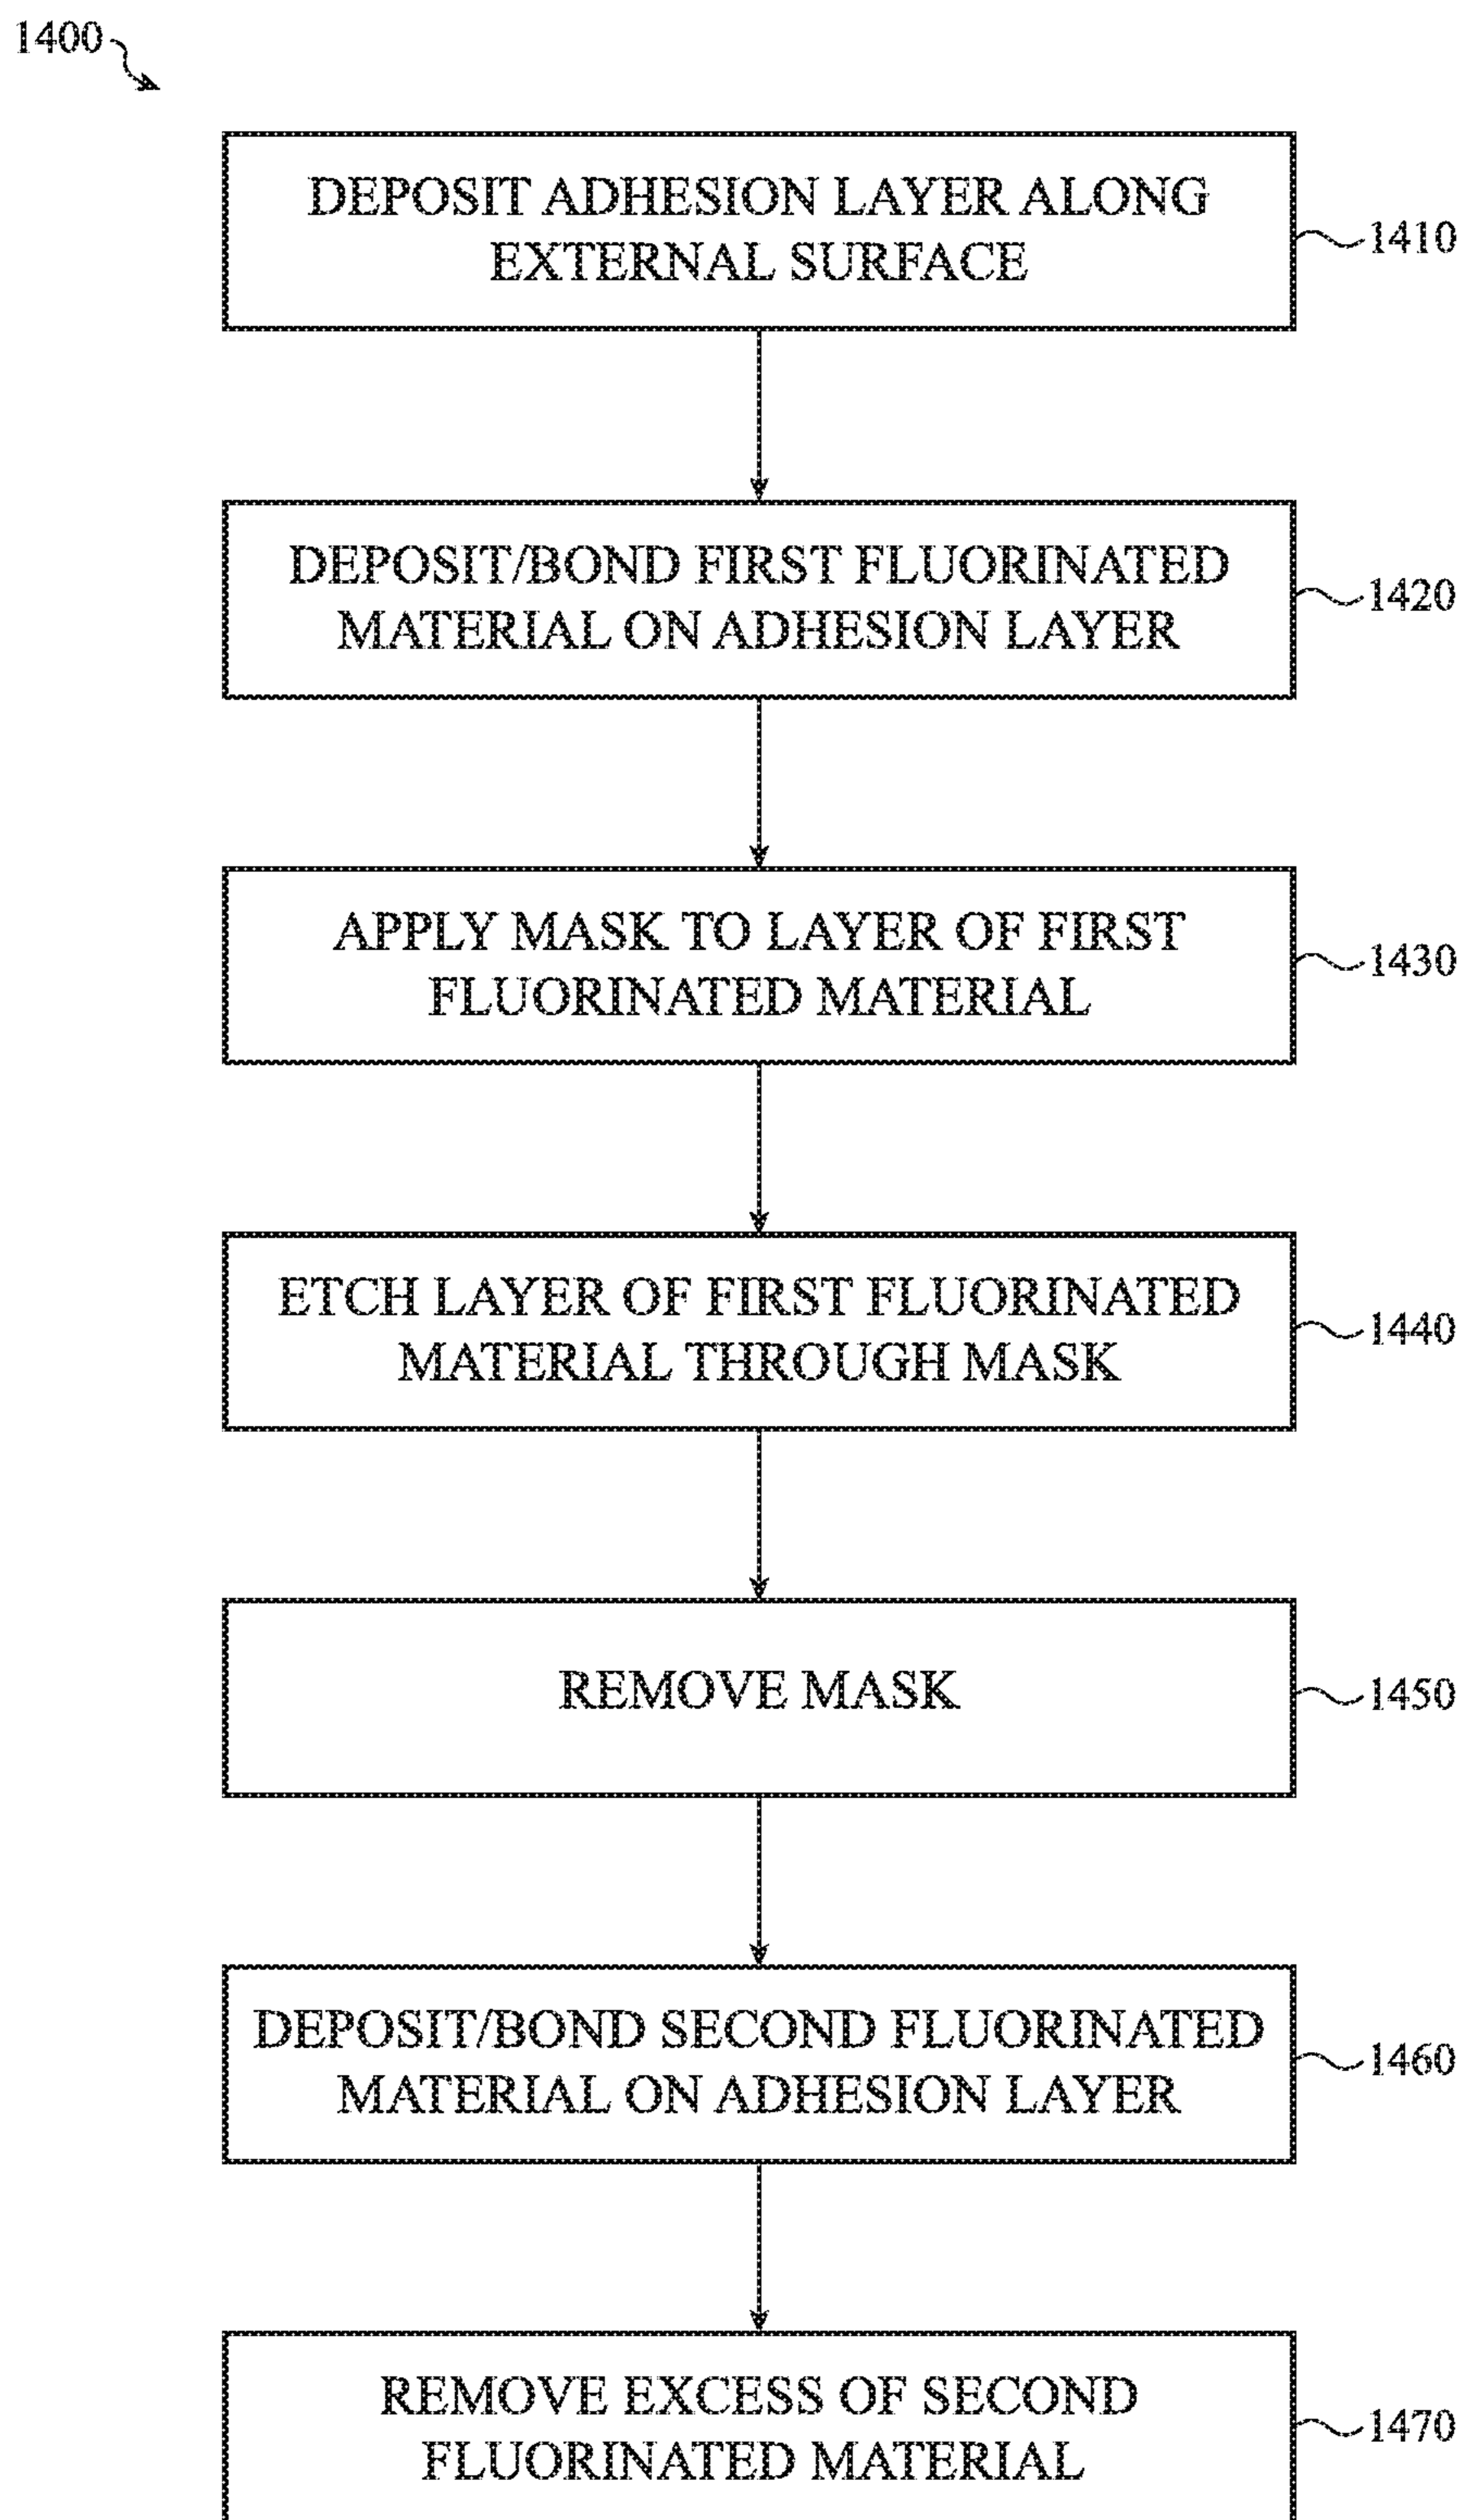 1400
DEPOSIT ADHESION LAYER ALONG
EXTERNAL SURFACE
1410
DEPOSIT/BOND FIRST FLUORINATED
MATERIAL ON ADHESION LAYER
1420
APPLY MASK TO LAYER OF FIRST
FLUORINATED MATERIAL
1430
ETCH LAYER OF FIRST FLUORINATED
MATERIAL THROUGH MASK
1440
REMOVE MASK
1450
DEPOSIT/BOND SECOND FLUORINATED
MATERIAL ON ADHESION LAYER
1460
REMOVE EXCESS OF SECOND
FLUORINATED MATERIAL
1470